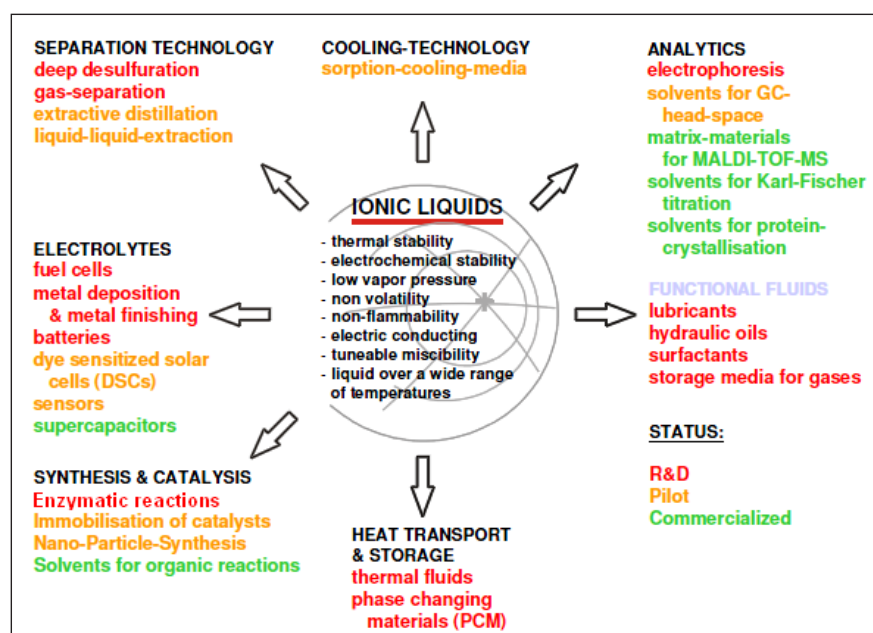 SEPARATION TECHNOLOGY
deep desulfuration
gas-separation
extractive distillation
liquid-liquid-extraction
COOLING-TECHNOLOGY
sorption-cooling-media
ANALYTICS
electrophoresis
solvents for GC-
head-space
matrix-materials
for MALDI-TOF-MS
solvents for Karl-Fischer
titration
solvents for protein-
crystallisation
IONIC LIQUIDS
- thermal stability
- electrochemical stability
- low vapor pressure
- non volatility
- non-flammability
- electric conducting
- tuneable miscibility
- liquid over a wide range
of temperatures
ELECTROLYTES
fuel cells
metal deposition
& metal finishing
batteries
dye sensitized solar
cells (DSCs)
sensors
supercapacitors
FUNCTIONAL FLUIDS
lubricants
hydraulic oils
surfactants
storage media for gases
SYNTHESIS & CATALYSIS
Enzymatic reactions
Immobilisation of catalysts
Nano-Particle-Synthesis
Solvents for organic reactions
HEAT TRANSPORT
& STORAGE
thermal fluids
phase changing
materials (PCM)
STATUS:
R&D
Pilot
Commercialized